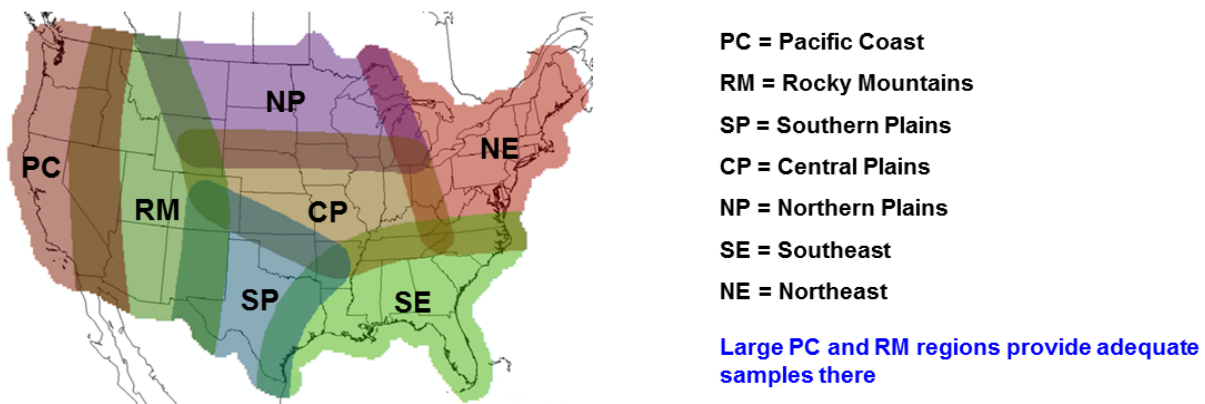 NP
NE
PC
RM
CP
SP
SE
PC = Pacific Coast
RM = Rocky Mountains
SP = Southern Plains
CP = Central Plains
NP = Northern Plains
SE = Southeast
NE = Northeast
Large PC and RM regions provide adequate
samples there